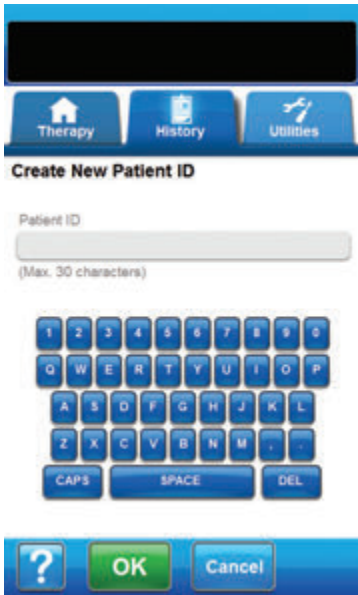 Therapy History Utilities
Create New Patient ID
Patient ID
(Max. 30 characters)
1 2 3 4 5 6 7 8 9 0
Q W E R T Y U I O P
A S D F G H J K L
Z X C V B N M , .
CAPS SPACE DEL
? OK Cancel